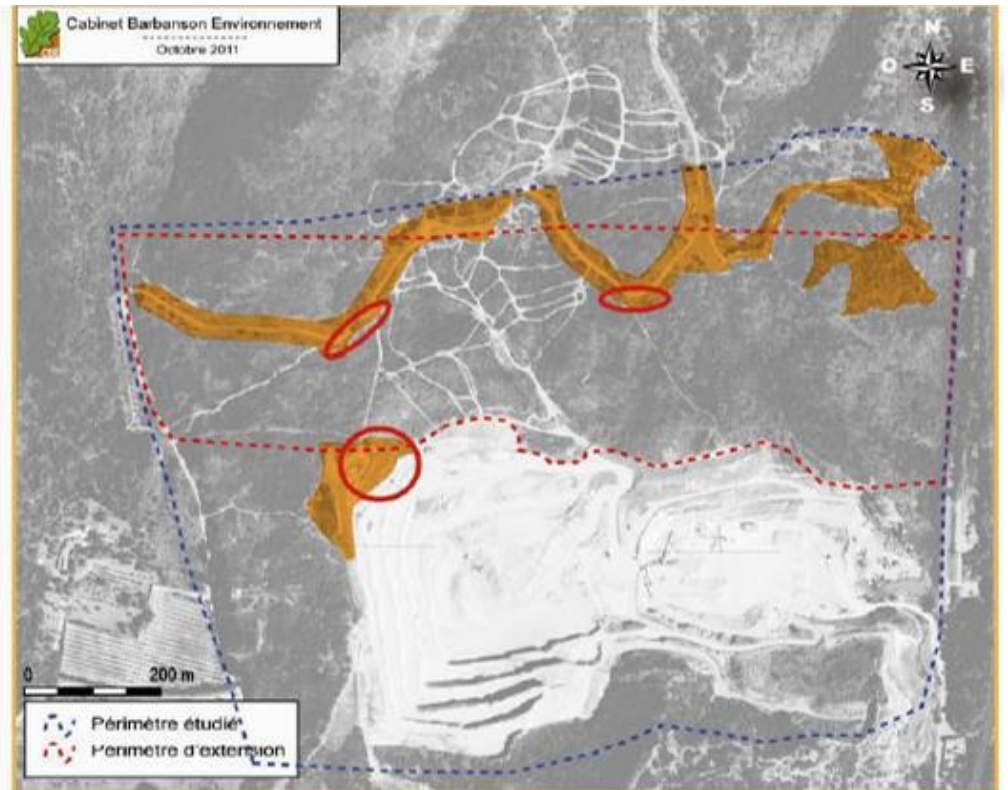 Cabinet Barbanson Environnement
Octobre 2011
N
O E
S
0 200 m
Périmètre étudié
Périmètre d'extension